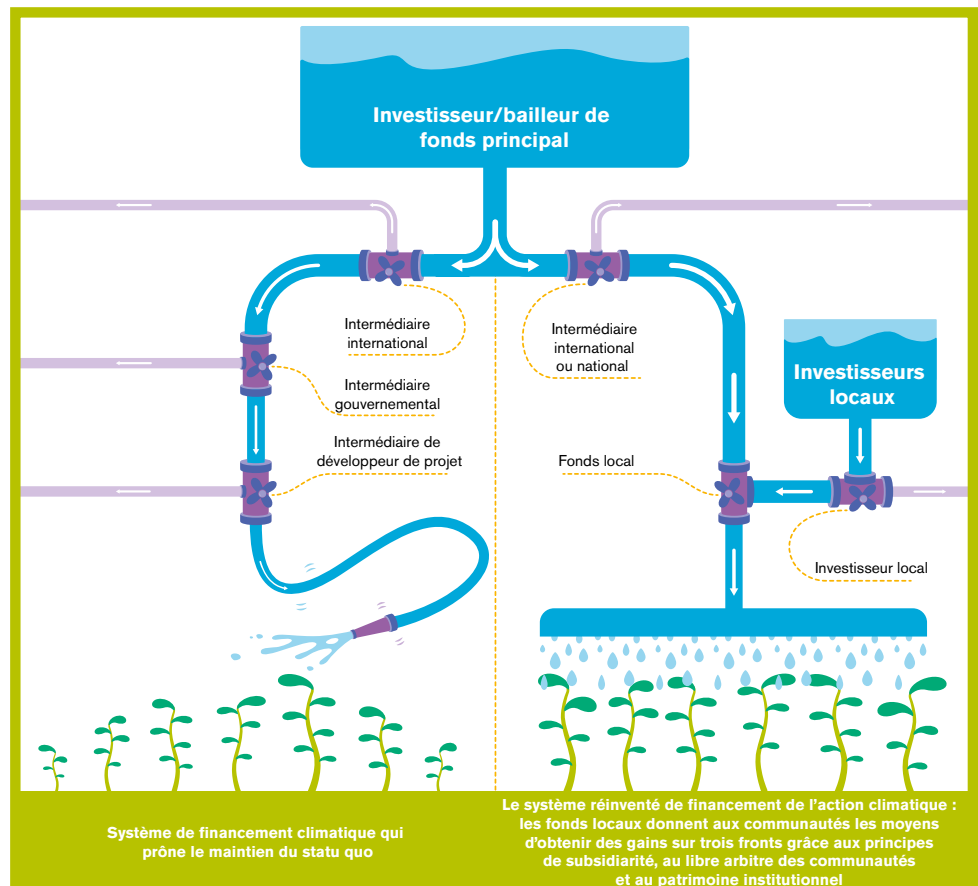 Investisseur/bailleur de
fonds principal
Intermédiaire
international
Intermédiaire
gouvernemental
Intermédiaire de
développeur de projet
Intermédiaire
international
ou national
Investisseurs
locaux
Fonds local
Investisseur local
Système de financement climatique qui
prône le maintien du statu quo
Le système réinventé de financement de l'action climatique :
les fonds locaux donnent aux communautés les moyens
d'obtenir des gains sur trois fronts grâce aux principes
de subsidiarité, au libre arbitre des communautés
et au patrimoine institutionnel